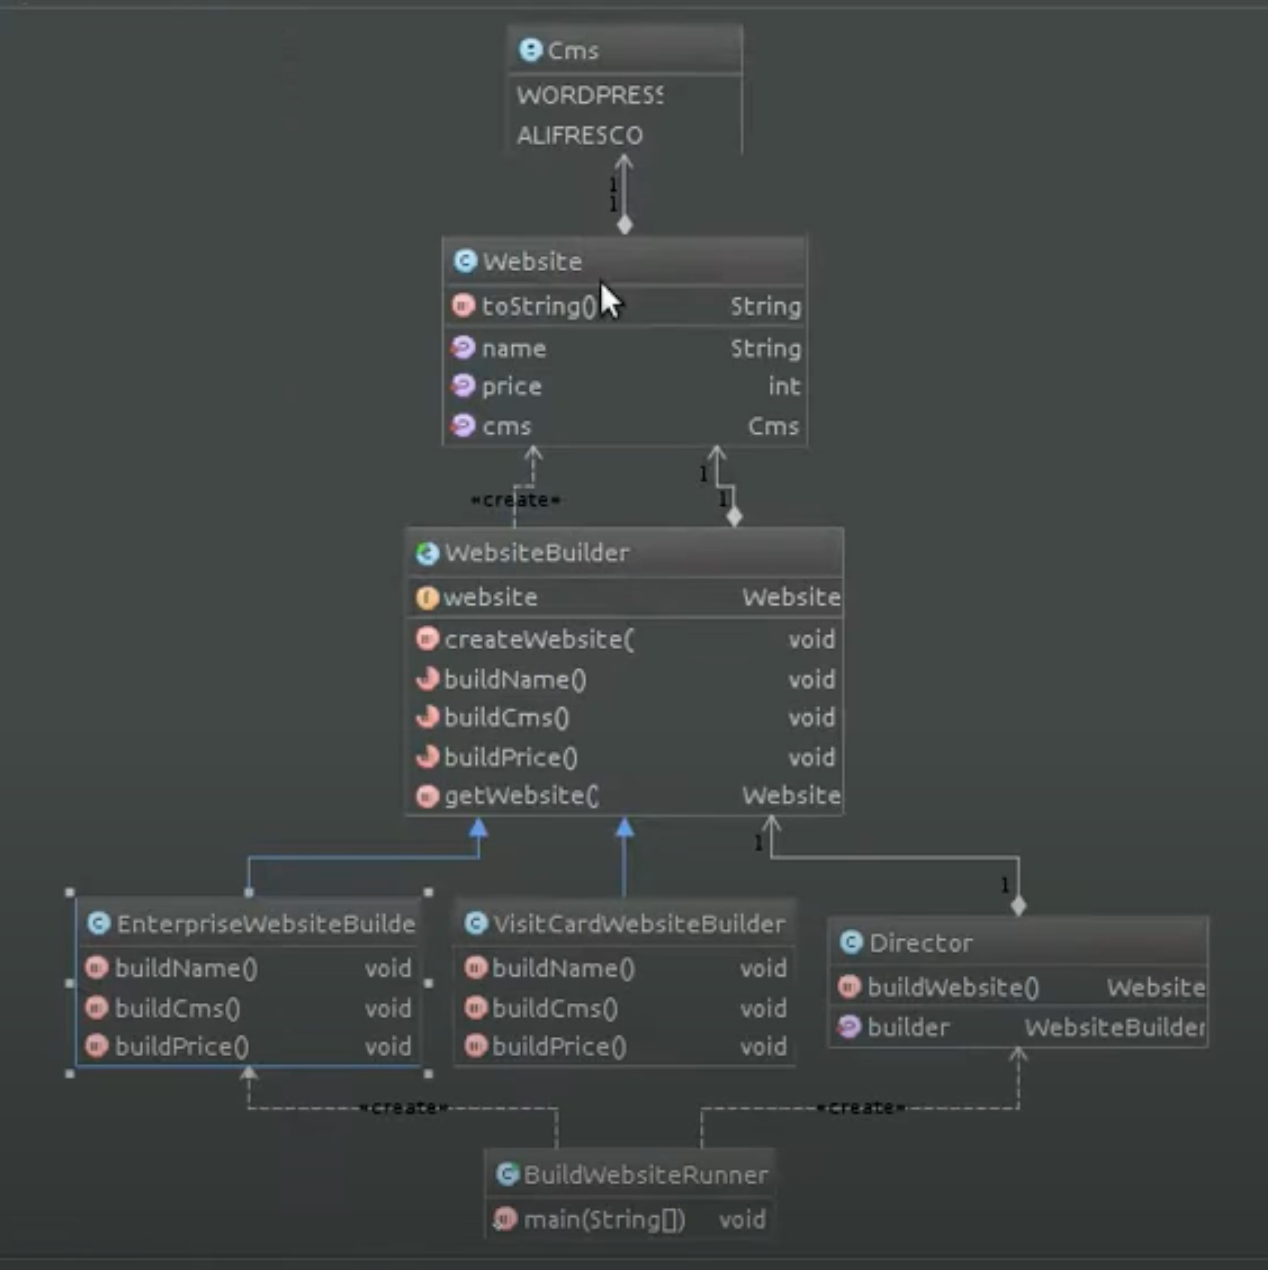 Cms
WORDPRESS
ALIFRESCO
1
1
Website
toString() String
name String
price int
cms Cms
«create»
1
1
WebsiteBuilder
website Website
createWebsite( void
buildName() void
buildCms() void
buildPrice() void
getWebsite( Website
1
1
EnterpriseWebsiteBuilde
buildName() void
buildCms() void
buildPrice() void
VisitCardWebsiteBuilder
buildName() void
buildCms() void
buildPrice() void
Director
buildWebsite() Website
builder WebsiteBuilder
«create»
«create»
BuildWebsiteRunner
main(String[]) void